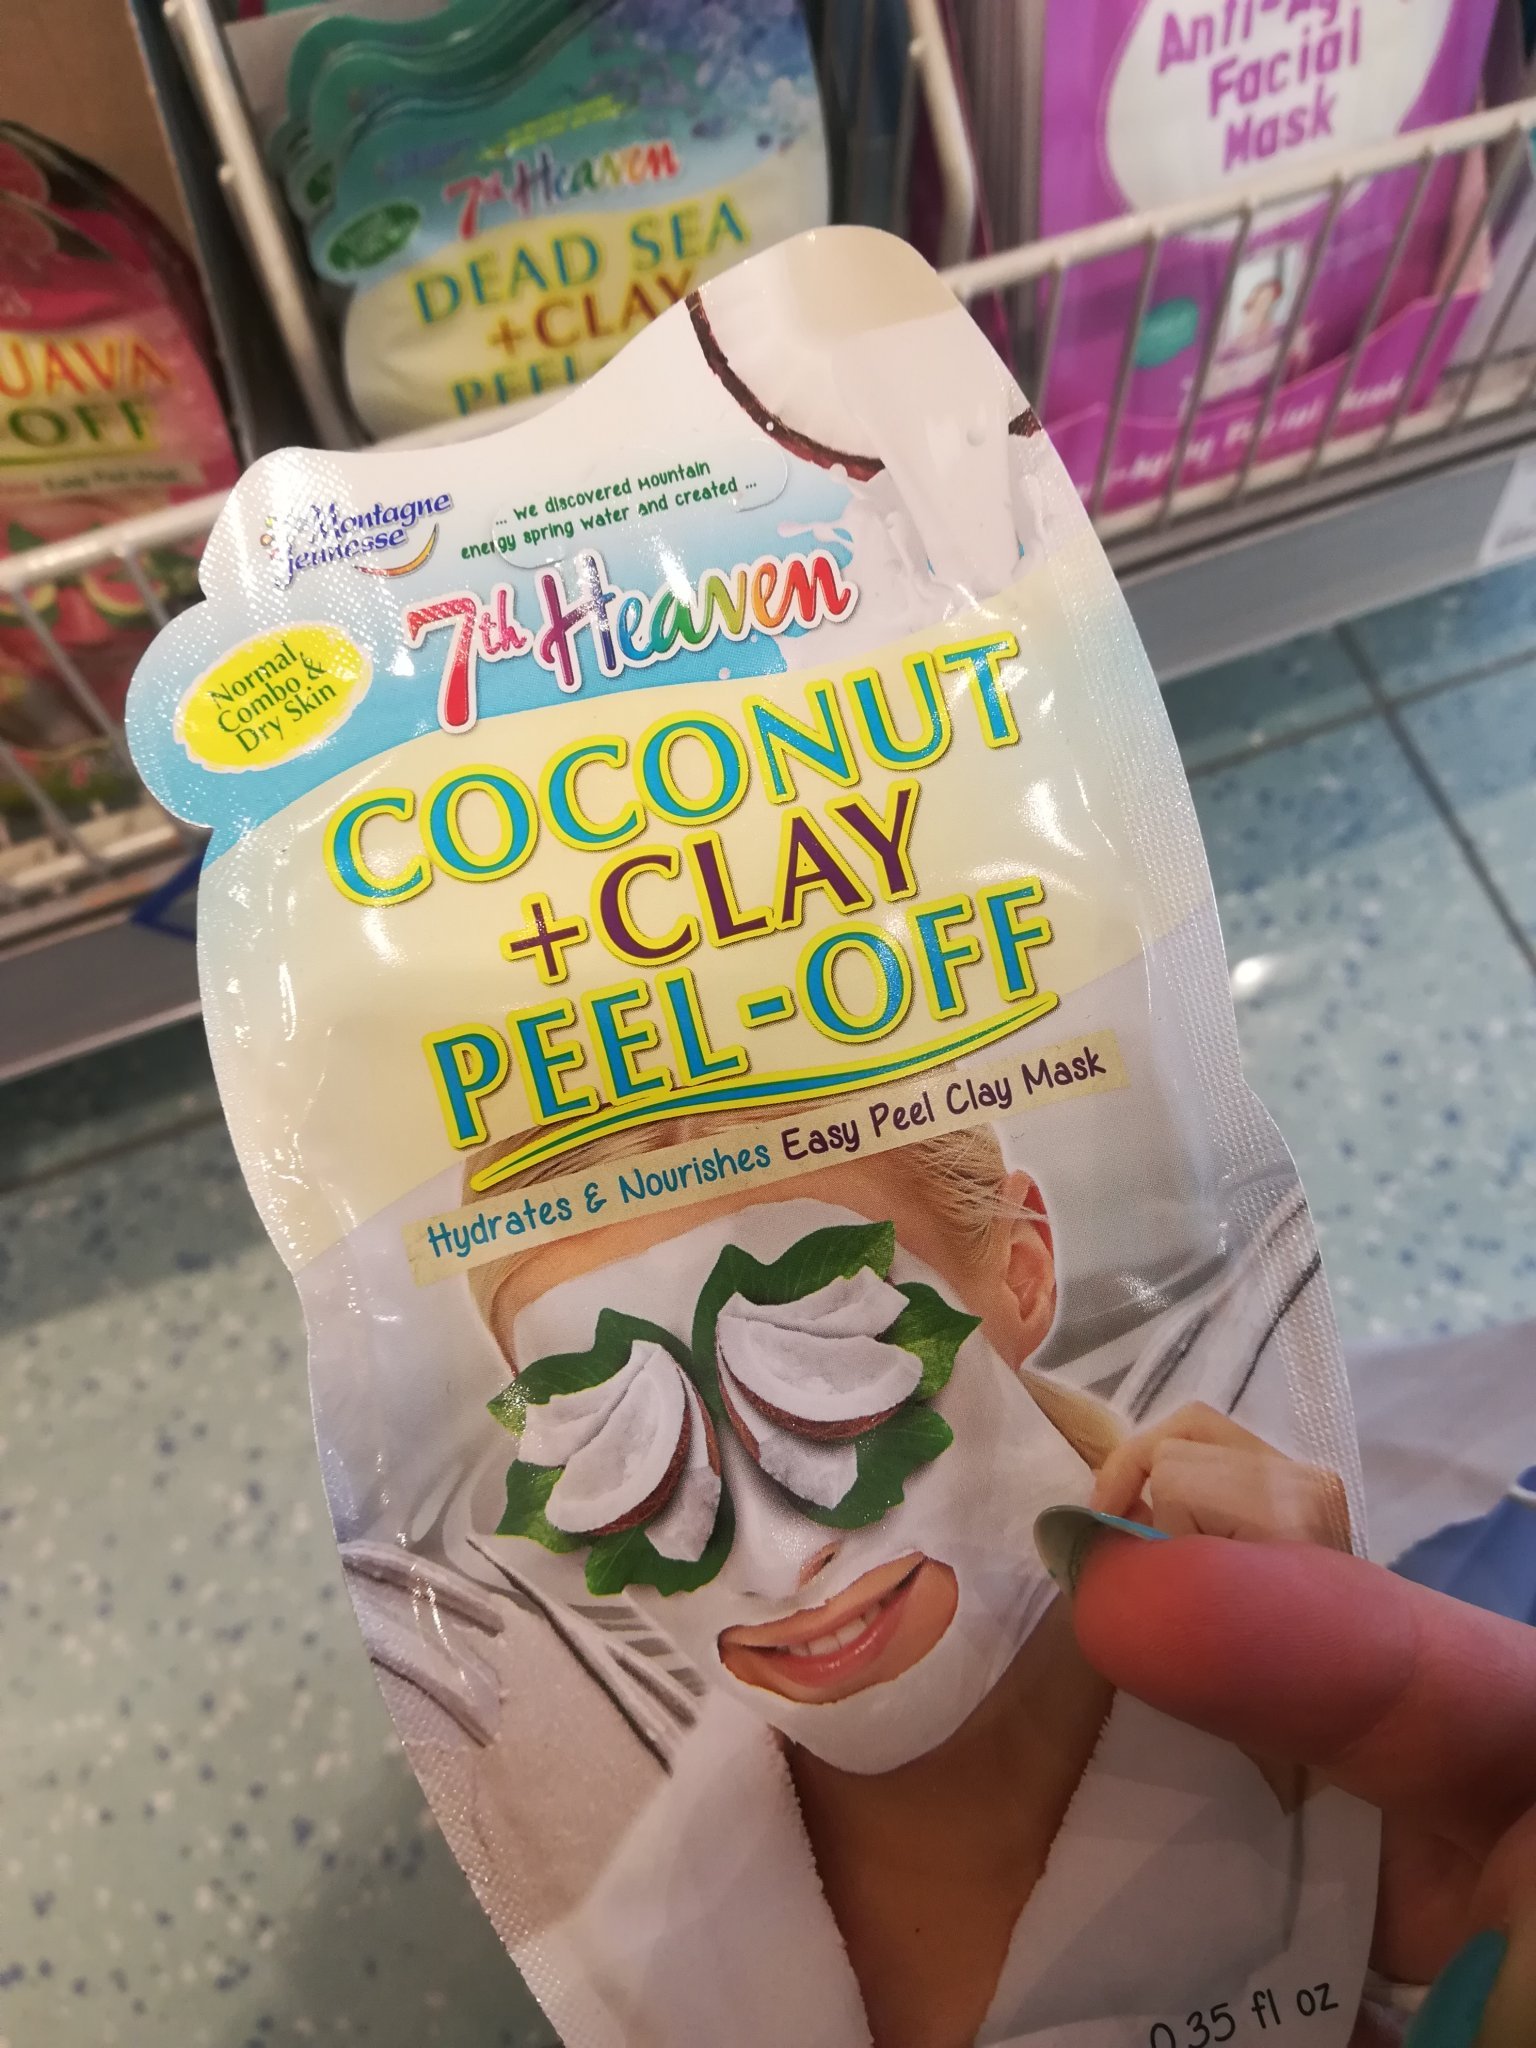 Anti-Ag
Facial
Mask
7th Heaven
DEAD SEA
+CLAY
PEEL-
UAVA
OFF
Montagne
Jeunesse
... We discovered Mountain
energy spring water and created ...
7th Heaven
Normal,
Combo &
Dry Skin
COCONUT
+CLAY
PEEL-OFF
Hydrates & Nourishes Easy Peel Clay Mask
0.35 fl oz